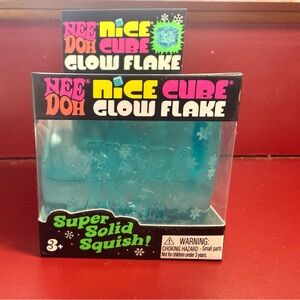 NEE DOH NiCE CUBE
GLOW FLAKE
NEE DOH® NiCE CUBE®
GLOW FLAKE
Super
Solid
Squish!
3+
WARNING:
CHOKING HAZARD - Small parts.
Not for children under 3 years.